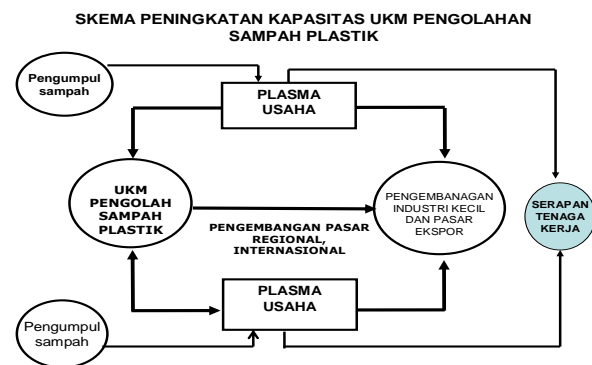 SKEMA PENINGKATAN KAPASITAS UKM PENGOLAHAN
SAMPAH PLASTIK
Pengumpul
sampah
PLASMA
USAHA
UKM
PENGOLAH
SAMPAH
PLASTIK
PENGEMBANGAN PASAR
REGIONAL,
INTERNASIONAL
PENGEMBANAGAN
INDUSTRI KECIL
DAN PASAR
EKSPOR
SERAPAN
TENAGA
KERJA
PLASMA
USAHA
Pengumpul
sampah